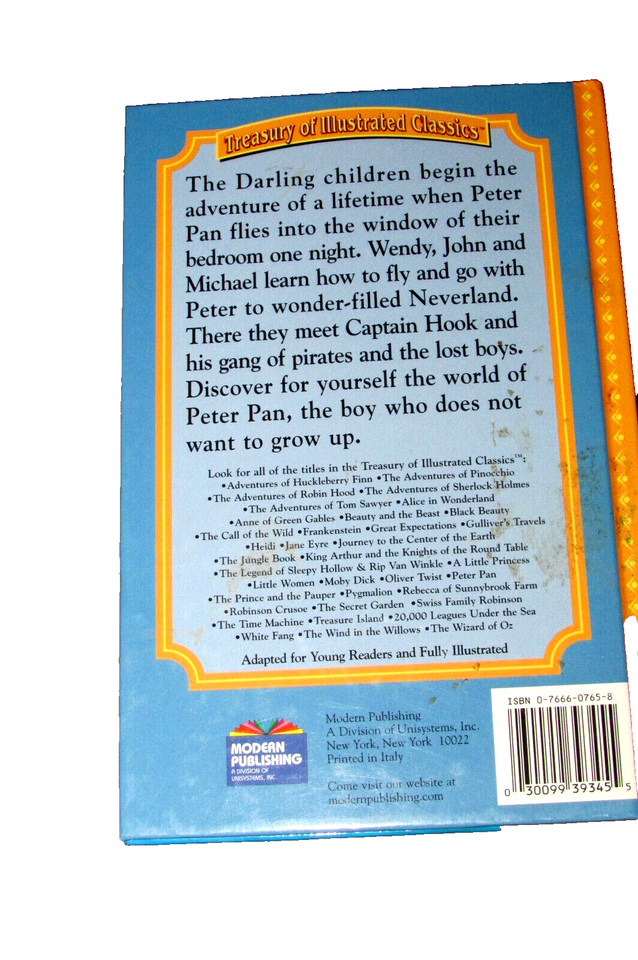 Treasury of Illustrated Classics™
The Darling children begin the
adventure of a lifetime when Peter
Pan flies into the window of their
bedroom one night. Wendy, John and
Michael learn how to fly and go with
Peter to wonder-filled Neverland.
There they meet Captain Hook and
his gang of pirates and the lost boys.
Discover for yourself the world of
Peter Pan, the boy who does not
want to grow up.
Look for all of the titles in the Treasury of Illustrated Classics™:
•Adventures of Huckleberry Finn •The Adventures of Pinocchio
•The Adventures of Robin Hood •The Adventures of Sherlock Holmes
•The Adventures of Tom Sawyer •Alice in Wonderland
•Anne of Green Gables •Beauty and the Beast •Black Beauty
•The Call of the Wild •Frankenstein •Great Expectations •Gulliver's Travels
•Heidi •Jane Eyre •Journey to the Center of the Earth
•The Jungle Book •King Arthur and the Knights of the Round Table
•The Legend of Sleepy Hollow & Rip Van Winkle •A Little Princess
•Little Women •Moby Dick •Oliver Twist •Peter Pan
•The Prince and the Pauper •Pygmalion •Rebecca of Sunnybrook Farm
•Robinson Crusoe •The Secret Garden •Swiss Family Robinson
•The Time Machine •Treasure Island •20,000 Leagues Under the Sea
•White Fang •The Wind in the Willows •The Wizard of Oz
Adapted for Young Readers and Fully Illustrated
MODERN
PUBLISHING
A DIVISION OF
UNISYSTEMS, INC.
Modern Publishing
A Division of Unisystems, Inc.
New York, New York 10022
Printed in Italy
Come visit our website at
modernpublishing.com
ISBN 0-7666-0765-8
0 30099 39345 5